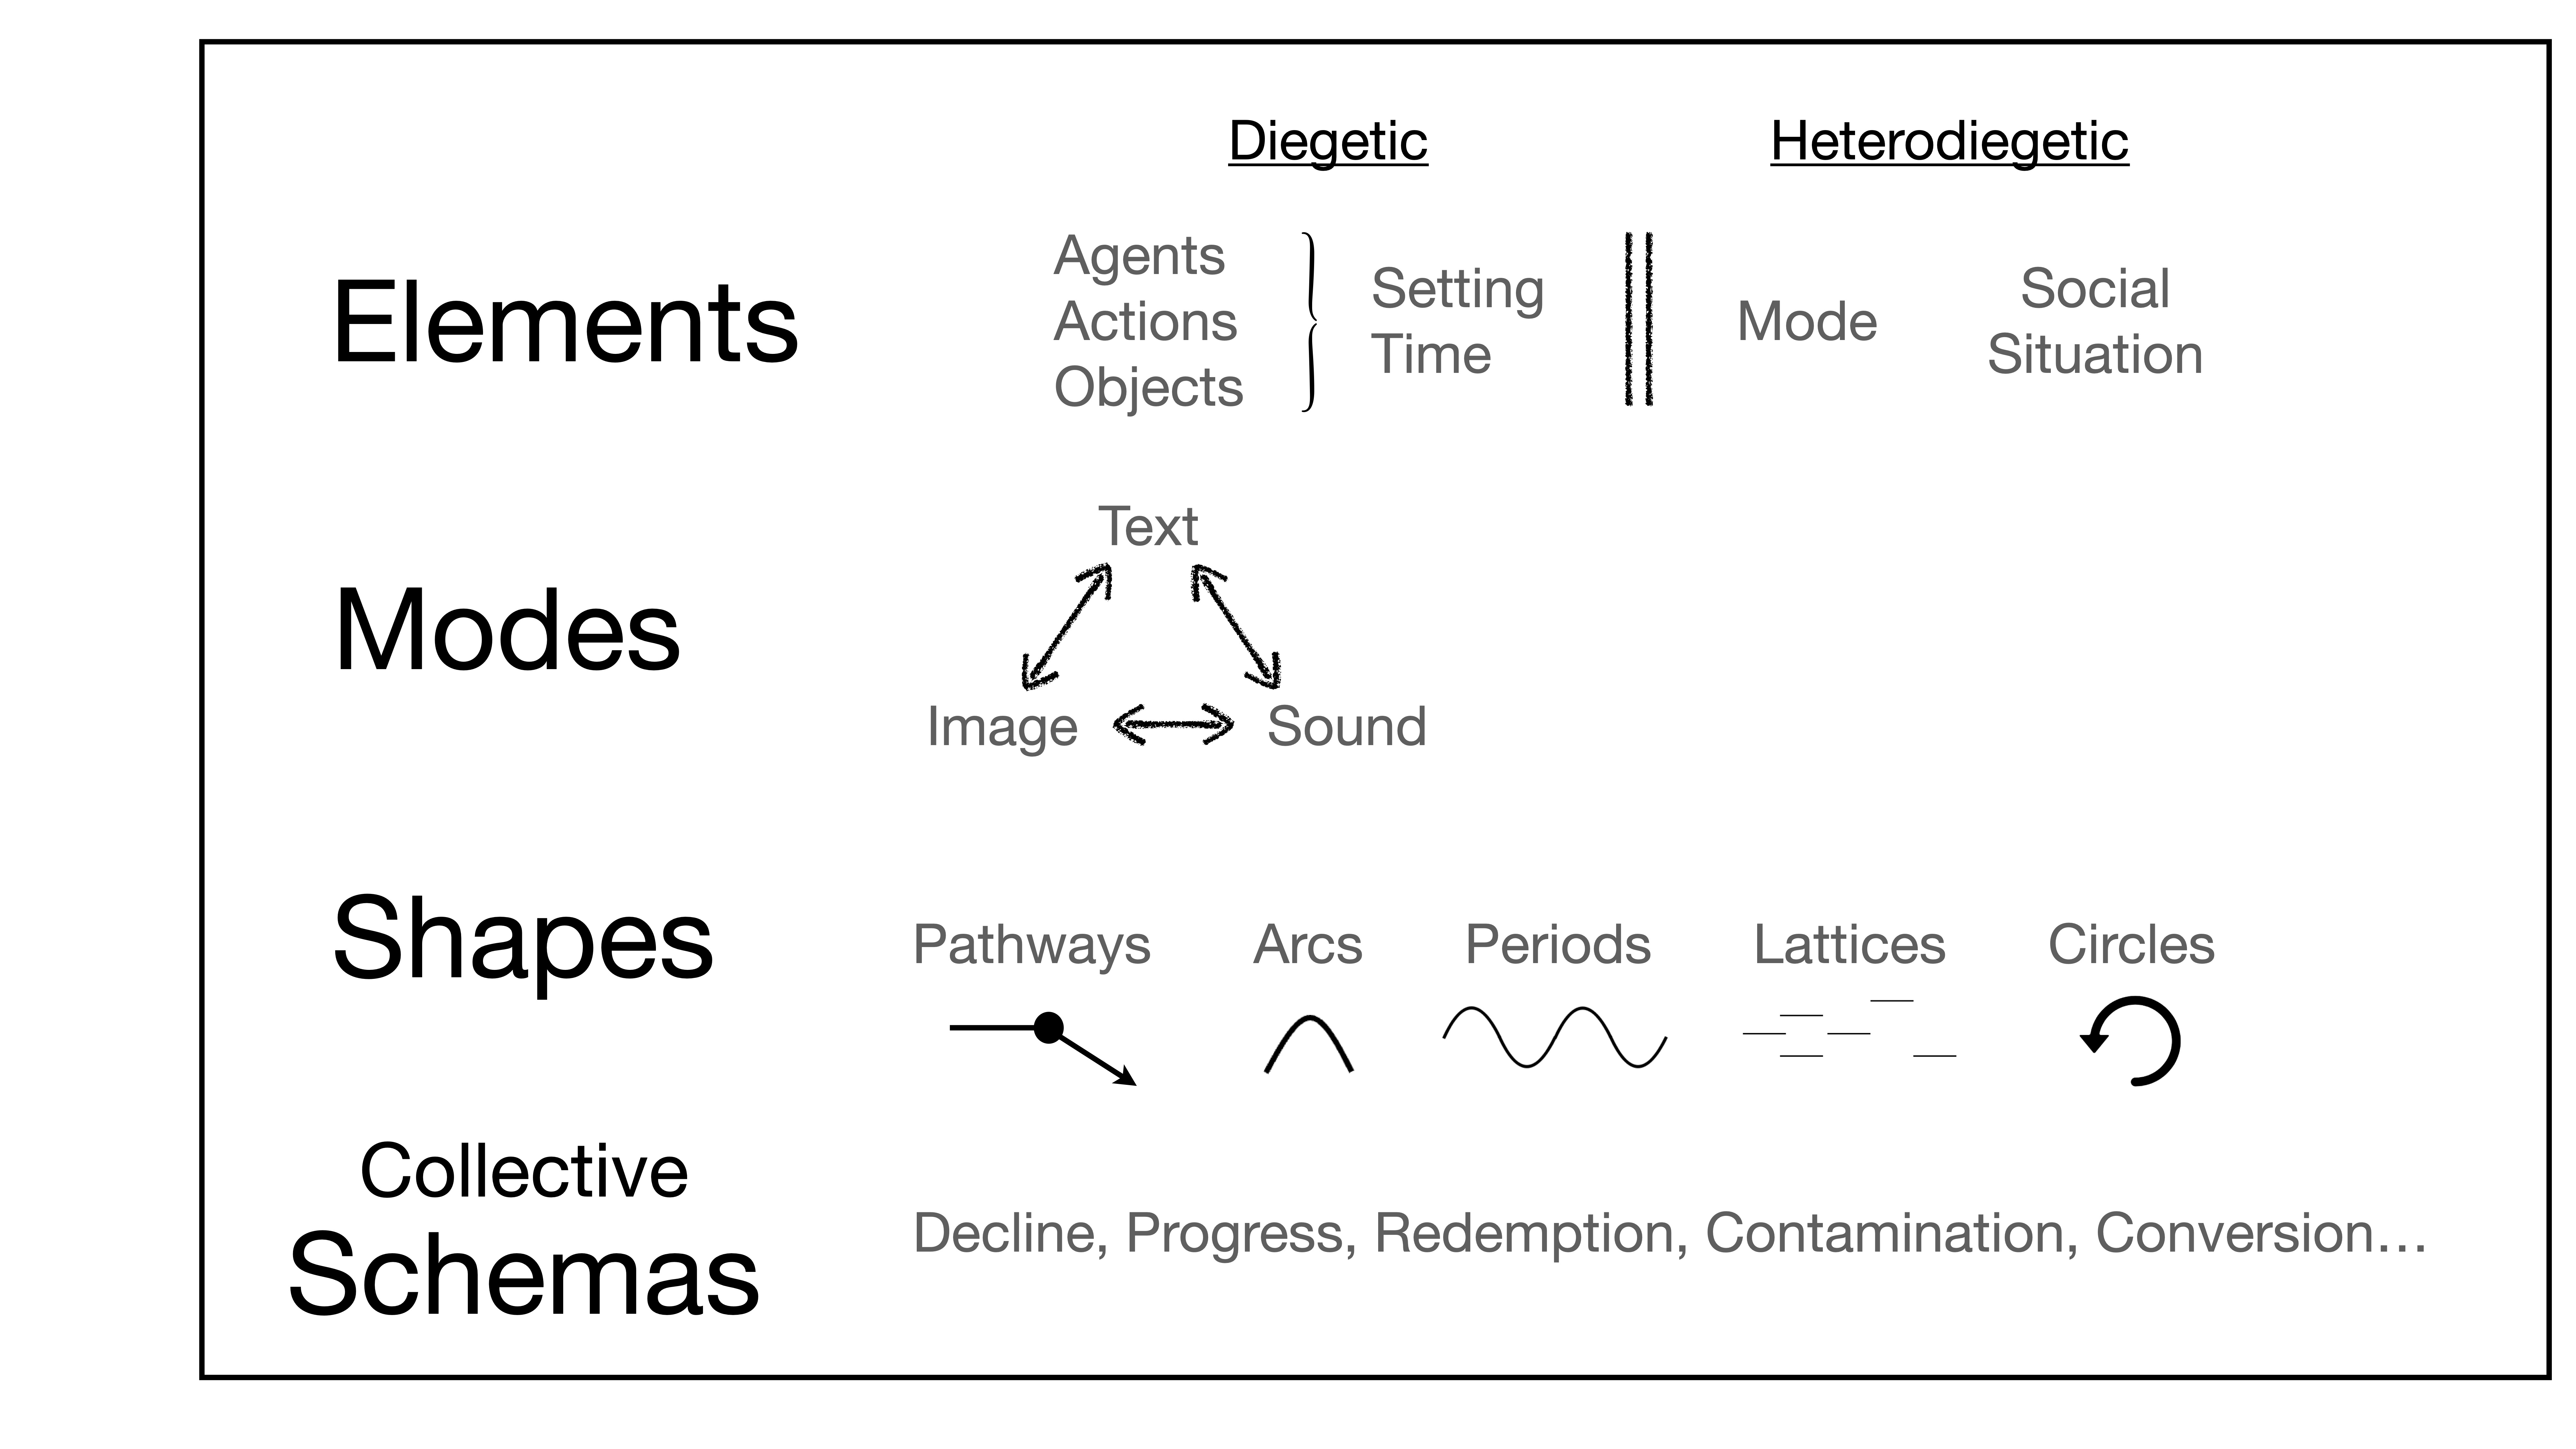 Diegetic Heterodiegetic
Elements
Agents
Actions
Objects
Setting
Time
Mode
Social
Situation
Modes
Text
Image Sound
Shapes
Pathways Arcs Periods Lattices Circles
Collective
Schemas
Decline, Progress, Redemption, Contamination, Conversion…